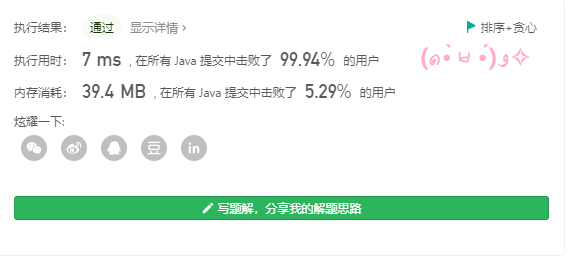 执行结果： 通过 显示详情 > 排序+贪心
执行用时： 7 ms , 在所有 Java 提交中击败了 99.94% 的用户 (๑•̀ㅂ•́)و✧
内存消耗： 39.4 MB , 在所有 Java 提交中击败了 5.29% 的用户
炫耀一下:
豆 in
写题解，分享我的解题思路